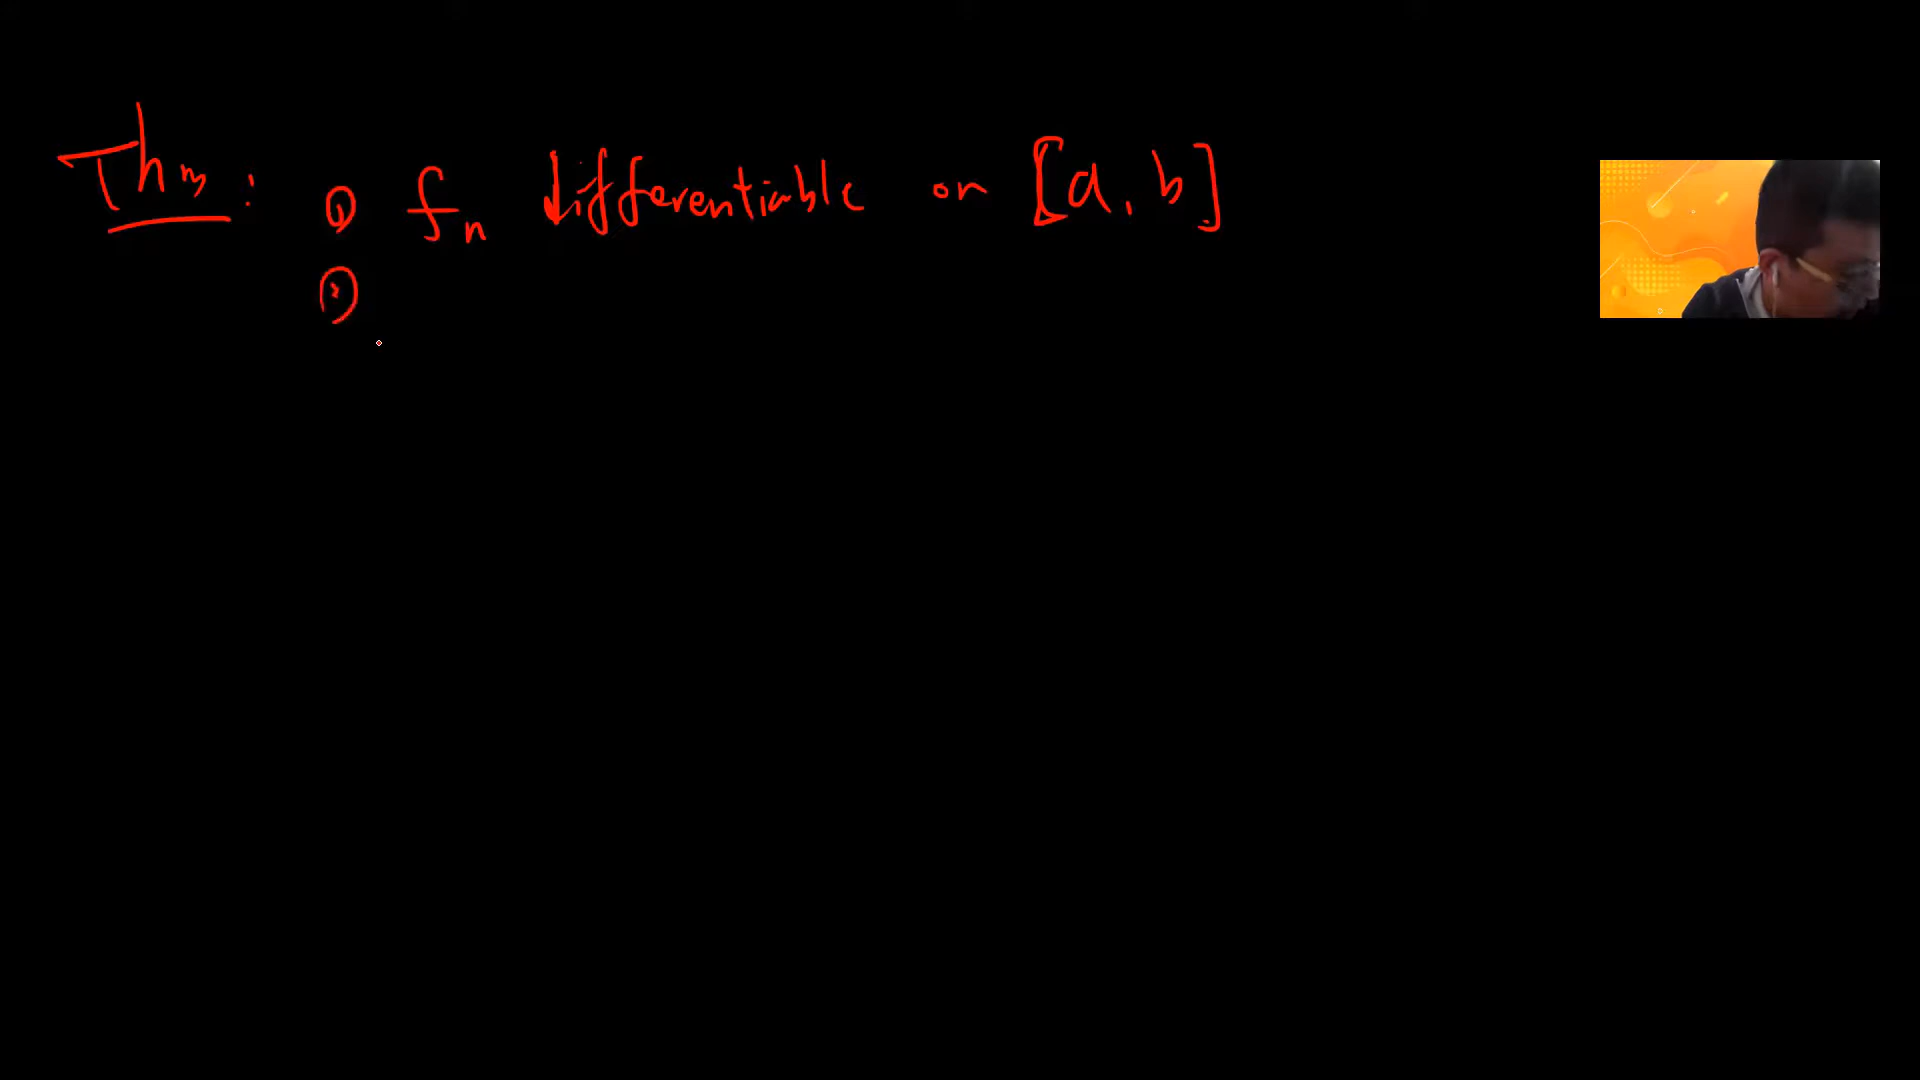 Thm: ① fn differentiable on [a, b]
②